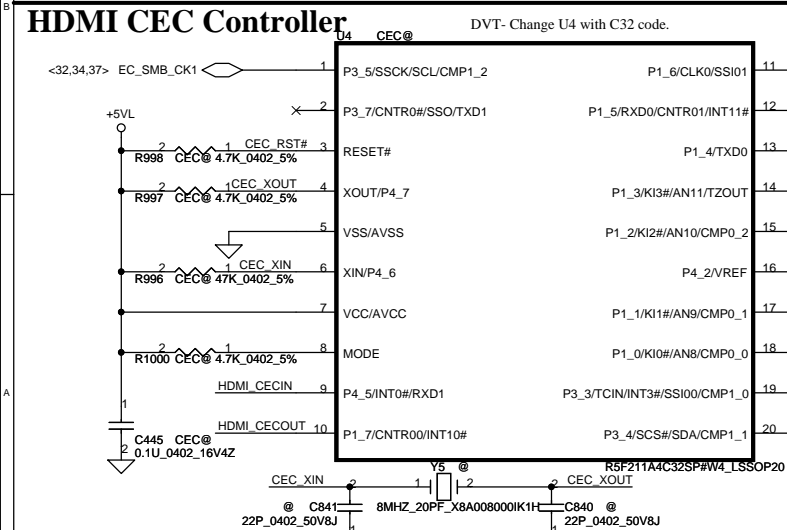 B
HDMI CEC Controller
DVT- Change U4 with C32 code.
U4 CEC@
<32,34,37> EC_SMB_CK1
1 P3_5/SSCK/SCL/CMP1_2
P1_6/CLK0/SSI01 11
2 P3_7/CNTR0#/SSO/TXD1
P1_5/RXD0/CNTR01/INT11# 12
+5VL
2 1 CEC_RST# 3 RESET#
P1_4/TXD0 13
R998 CEC@ 4.7K_0402_5%
2 1 CEC_XOUT 4 XOUT/P4_7
P1_3/KI3#/AN11/TZOUT 14
R997 CEC@ 4.7K_0402_5%
5 VSS/AVSS
P1_2/KI2#/AN10/CMP0_2 15
2 1 CEC_XIN 6 XIN/P4_6
P4_2/VREF 16
R996 CEC@ 47K_0402_5%
7 VCC/AVCC
P1_1/KI1#/AN9/CMP0_1 17
2 1 8 MODE
P1_0/KI0#/AN8/CMP0_0 18
R1000 CEC@ 4.7K_0402_5%
A
HDMI_CECIN 9 P4_5/INT0#/RXD1
P3_3/TCIN/INT3#/SSI00/CMP1_0 19
1
HDMI_CECOUT 10 P1_7/CNTR00/INT10#
P3_4/SCS#/SDA/CMP1_1 20
C445 CEC@
2 0.1U_0402_16V4Z
R5F211A4C32SP#W4_LSSOP20
Y5 @
CEC_XIN 2 1 2 2 CEC_XOUT
@ C841 8MHZ_20PF_X8A008000IK1H C840 @
22P_0402_50V8J 1 1 22P_0402_50V8J